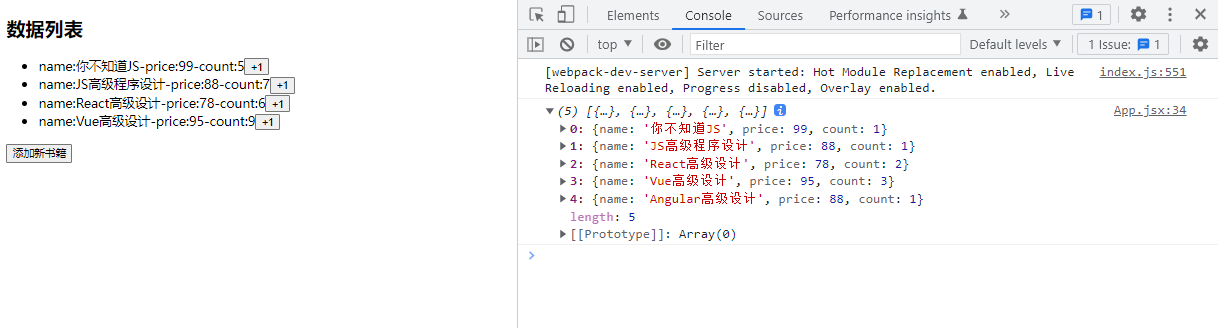 数据列表
name:你不知道JS-price:99-count:5 +1
name:JS高级程序设计-price:88-count:7 +1
name:React高级设计-price:78-count:6 +1
name:Vue高级设计-price:95-count:9 +1
添加新书籍
Elements Console Sources Performance insights » 1
top Filter Default levels 1 Issue: 1
[webpack-dev-server] Server started: Hot Module Replacement enabled, Live index.js:551
Reloading enabled, Progress disabled, Overlay enabled.
(5) [{…}, {…}, {…}, {…}, {…}] i App.jsx:34
0: {name: '你不知道JS', price: 99, count: 1}
1: {name: 'JS高级程序设计', price: 88, count: 1}
2: {name: 'React高级设计', price: 78, count: 2}
3: {name: 'Vue高级设计', price: 95, count: 3}
4: {name: 'Angular高级设计', price: 88, count: 1}
length: 5
[[Prototype]]: Array(0)